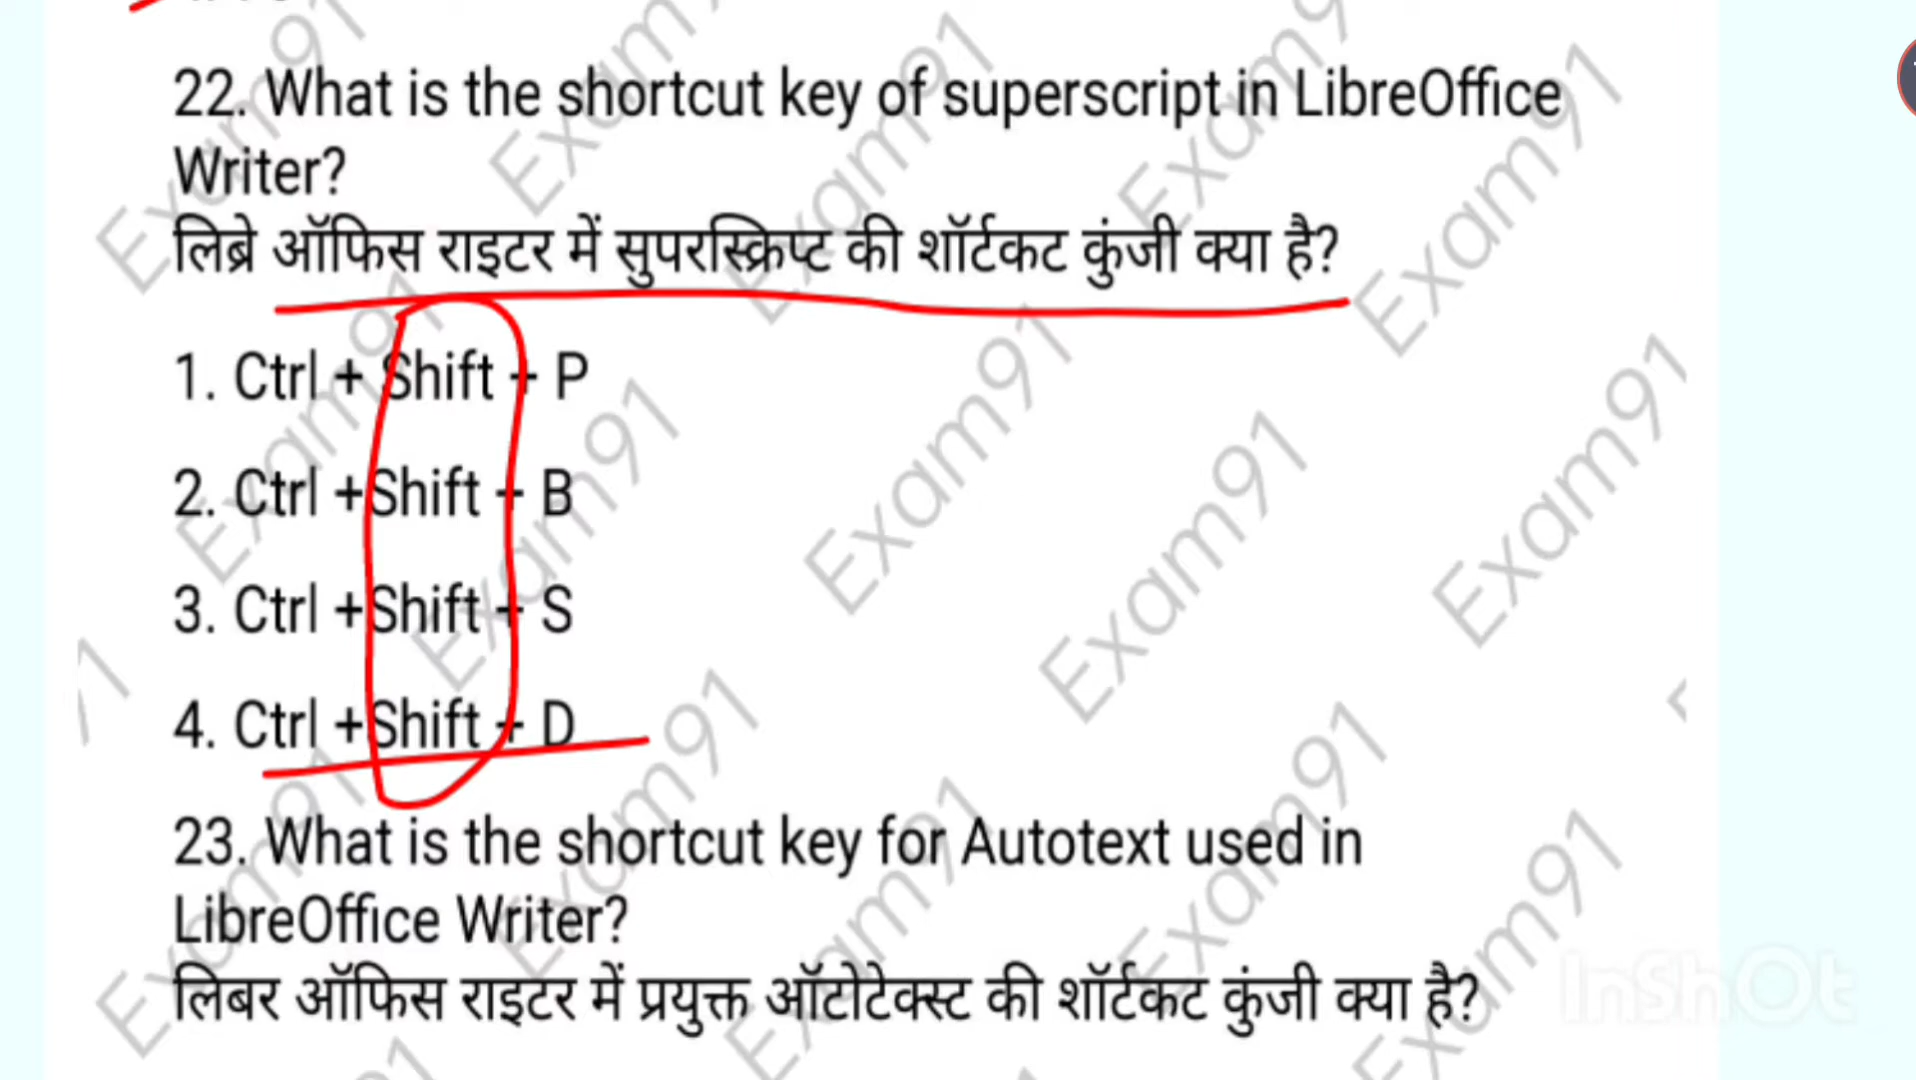 22. What is the shortcut key of superscript in LibreOffice
Writer?
लिब्रे ऑफिस राइटर में सुपरस्क्रिप्ट की शॉर्टकट कुंजी क्या है?
1. Ctrl + Shift + P
2. Ctrl +Shift + B
3. Ctrl +Shift + S
4. Ctrl +Shift + D
23. What is the shortcut key for Autotext used in
LibreOffice Writer?
लिबर ऑफिस राइटर में प्रयुक्त ऑटोटेक्स्ट की शॉर्टकट कुंजी क्या है?
Exam91
InShOt